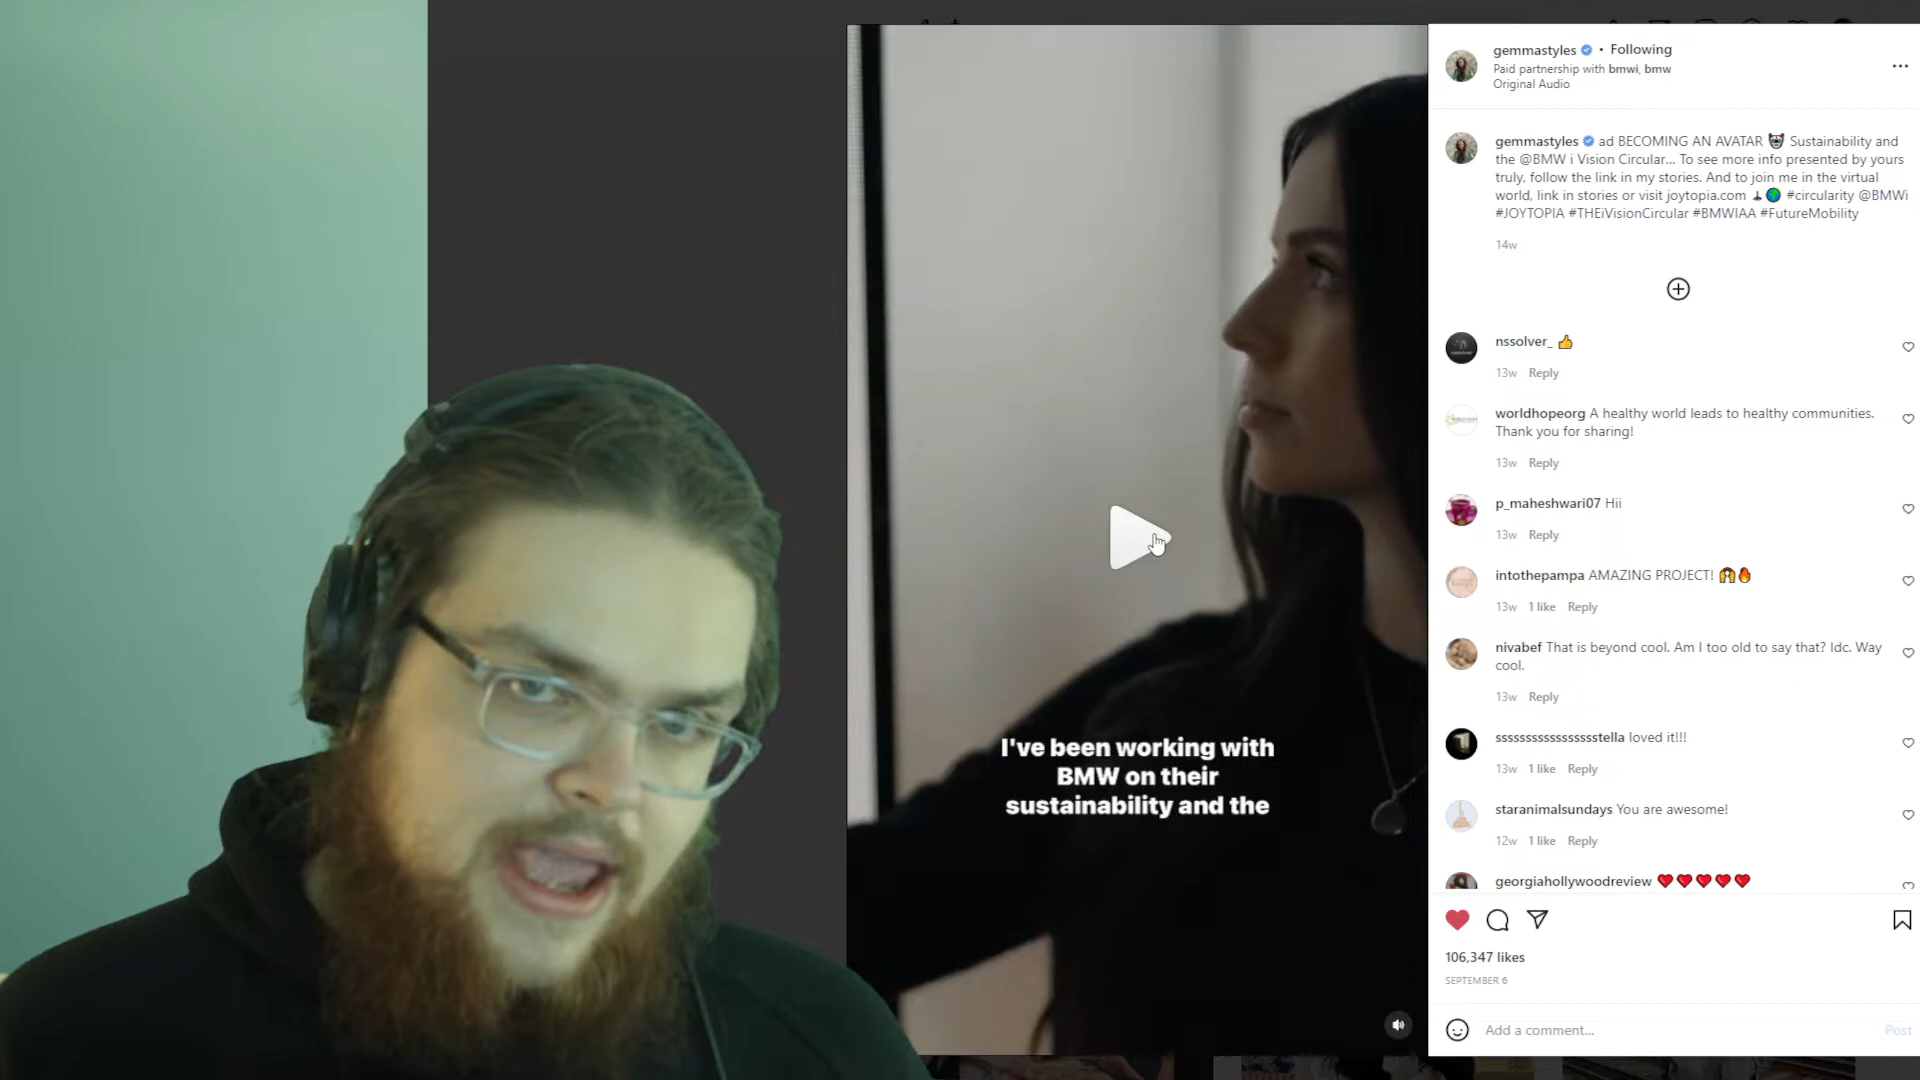 gemmastyles • Following
Paid partnership with bmwi, bmw
Original Audio
gemmastyles ad BECOMING AN AVATAR Sustainability and
the @BMW i Vision Circular... To see more info presented by yours
truly, follow the link in my stories. And to join me in the virtual
world, link in stories or visit joytopia.com #circularity @BMWi
#JOYTOPIA #THEiVisionCircular #BMWIAA #FutureMobility
14w
nssolver_ 👍
13w Reply
worldhopeorg A healthy world leads to healthy communities.
Thank you for sharing!
13w Reply
p_maheshwari07 Hii
13w Reply
intothepampa AMAZING PROJECT! 🙌🔥
13w 1 like Reply
nivabef That is beyond cool. Am I too old to say that? Idc. Way
cool.
13w Reply
sssssssssssssssssstella loved it!!!
13w 1 like Reply
staranimalsundays You are awesome!
12w 1 like Reply
georgiahollywoodreview ❤❤❤❤❤
106,347 likes
SEPTEMBER 6
Add a comment...
Post
I've been working with
BMW on their
sustainability and the